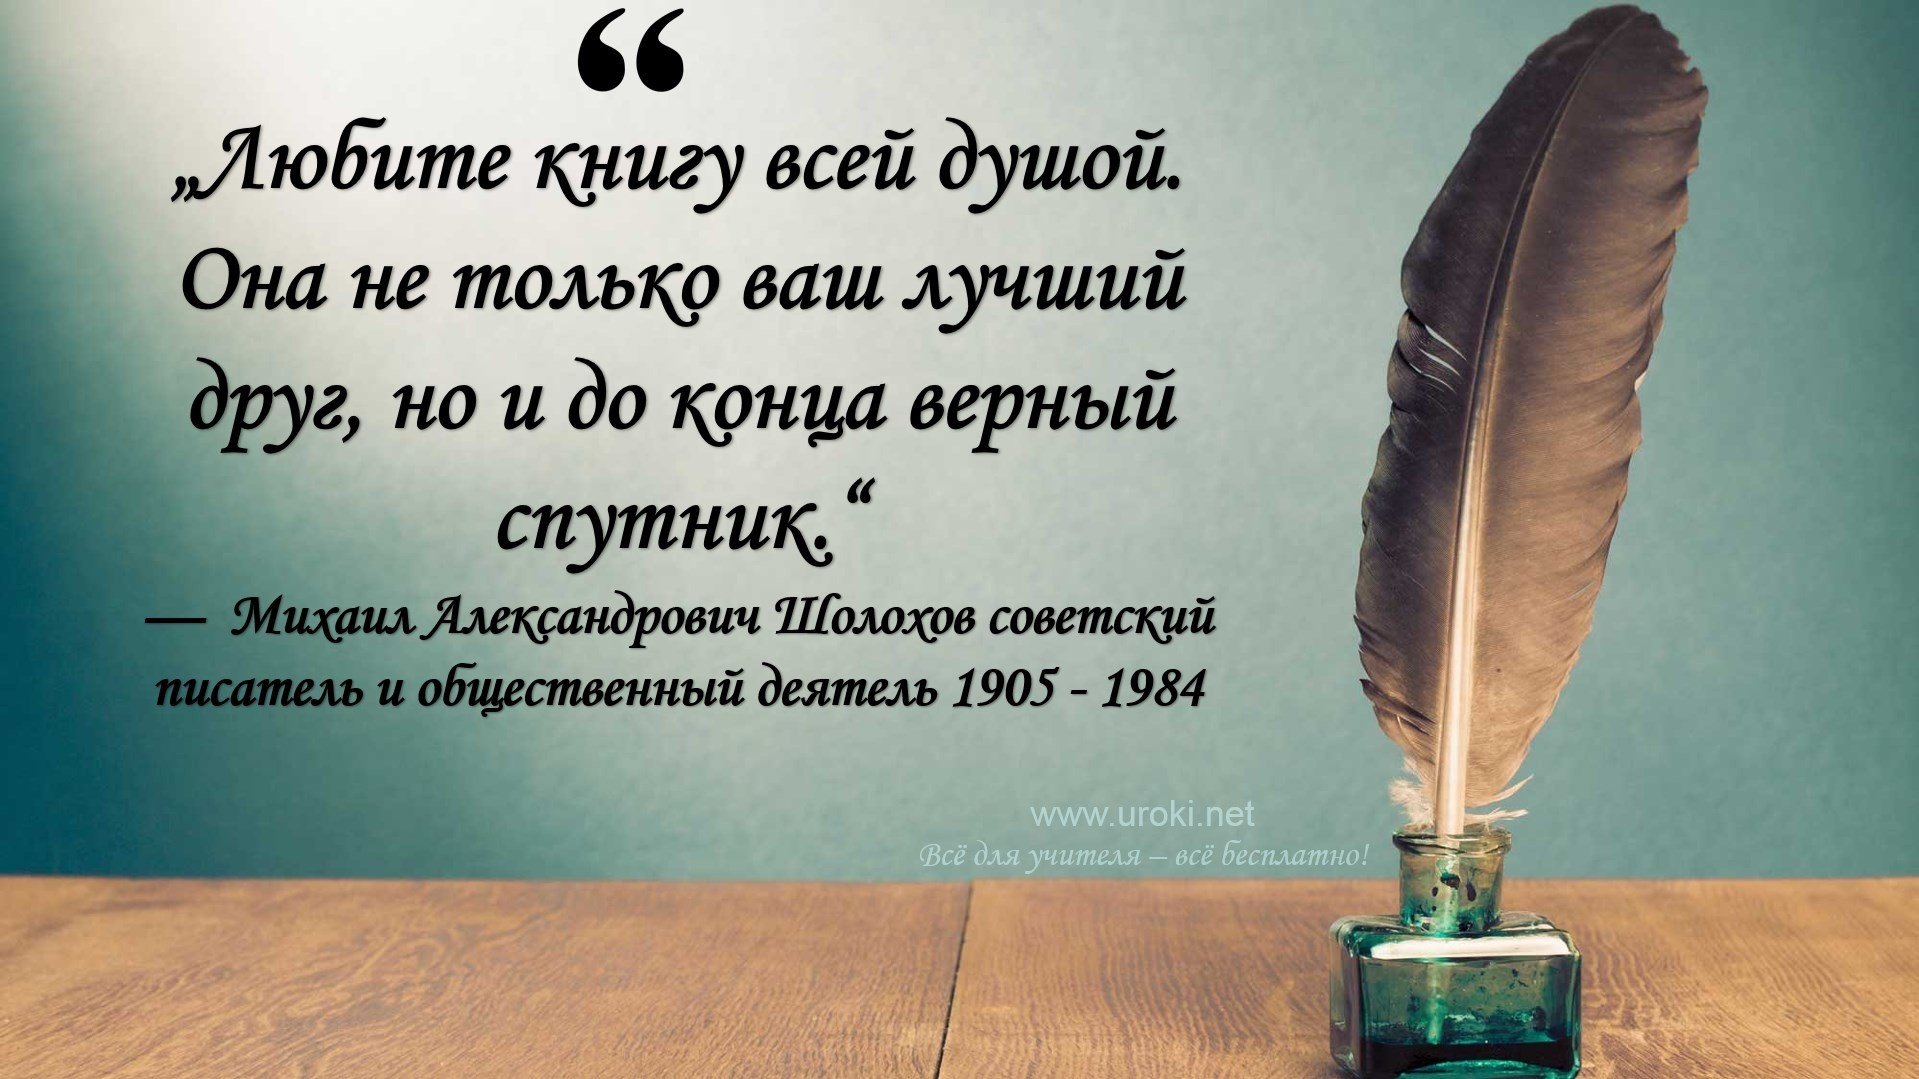 “
„Любите книгу всей душой.
Она не только ваш лучший
друг, но и до конца верный
спутник.“
— Михаил Александрович Шолохов советский
писатель и общественный деятель 1905 - 1984
www.uroki.net
Всё для учителя – всё бесплатно!